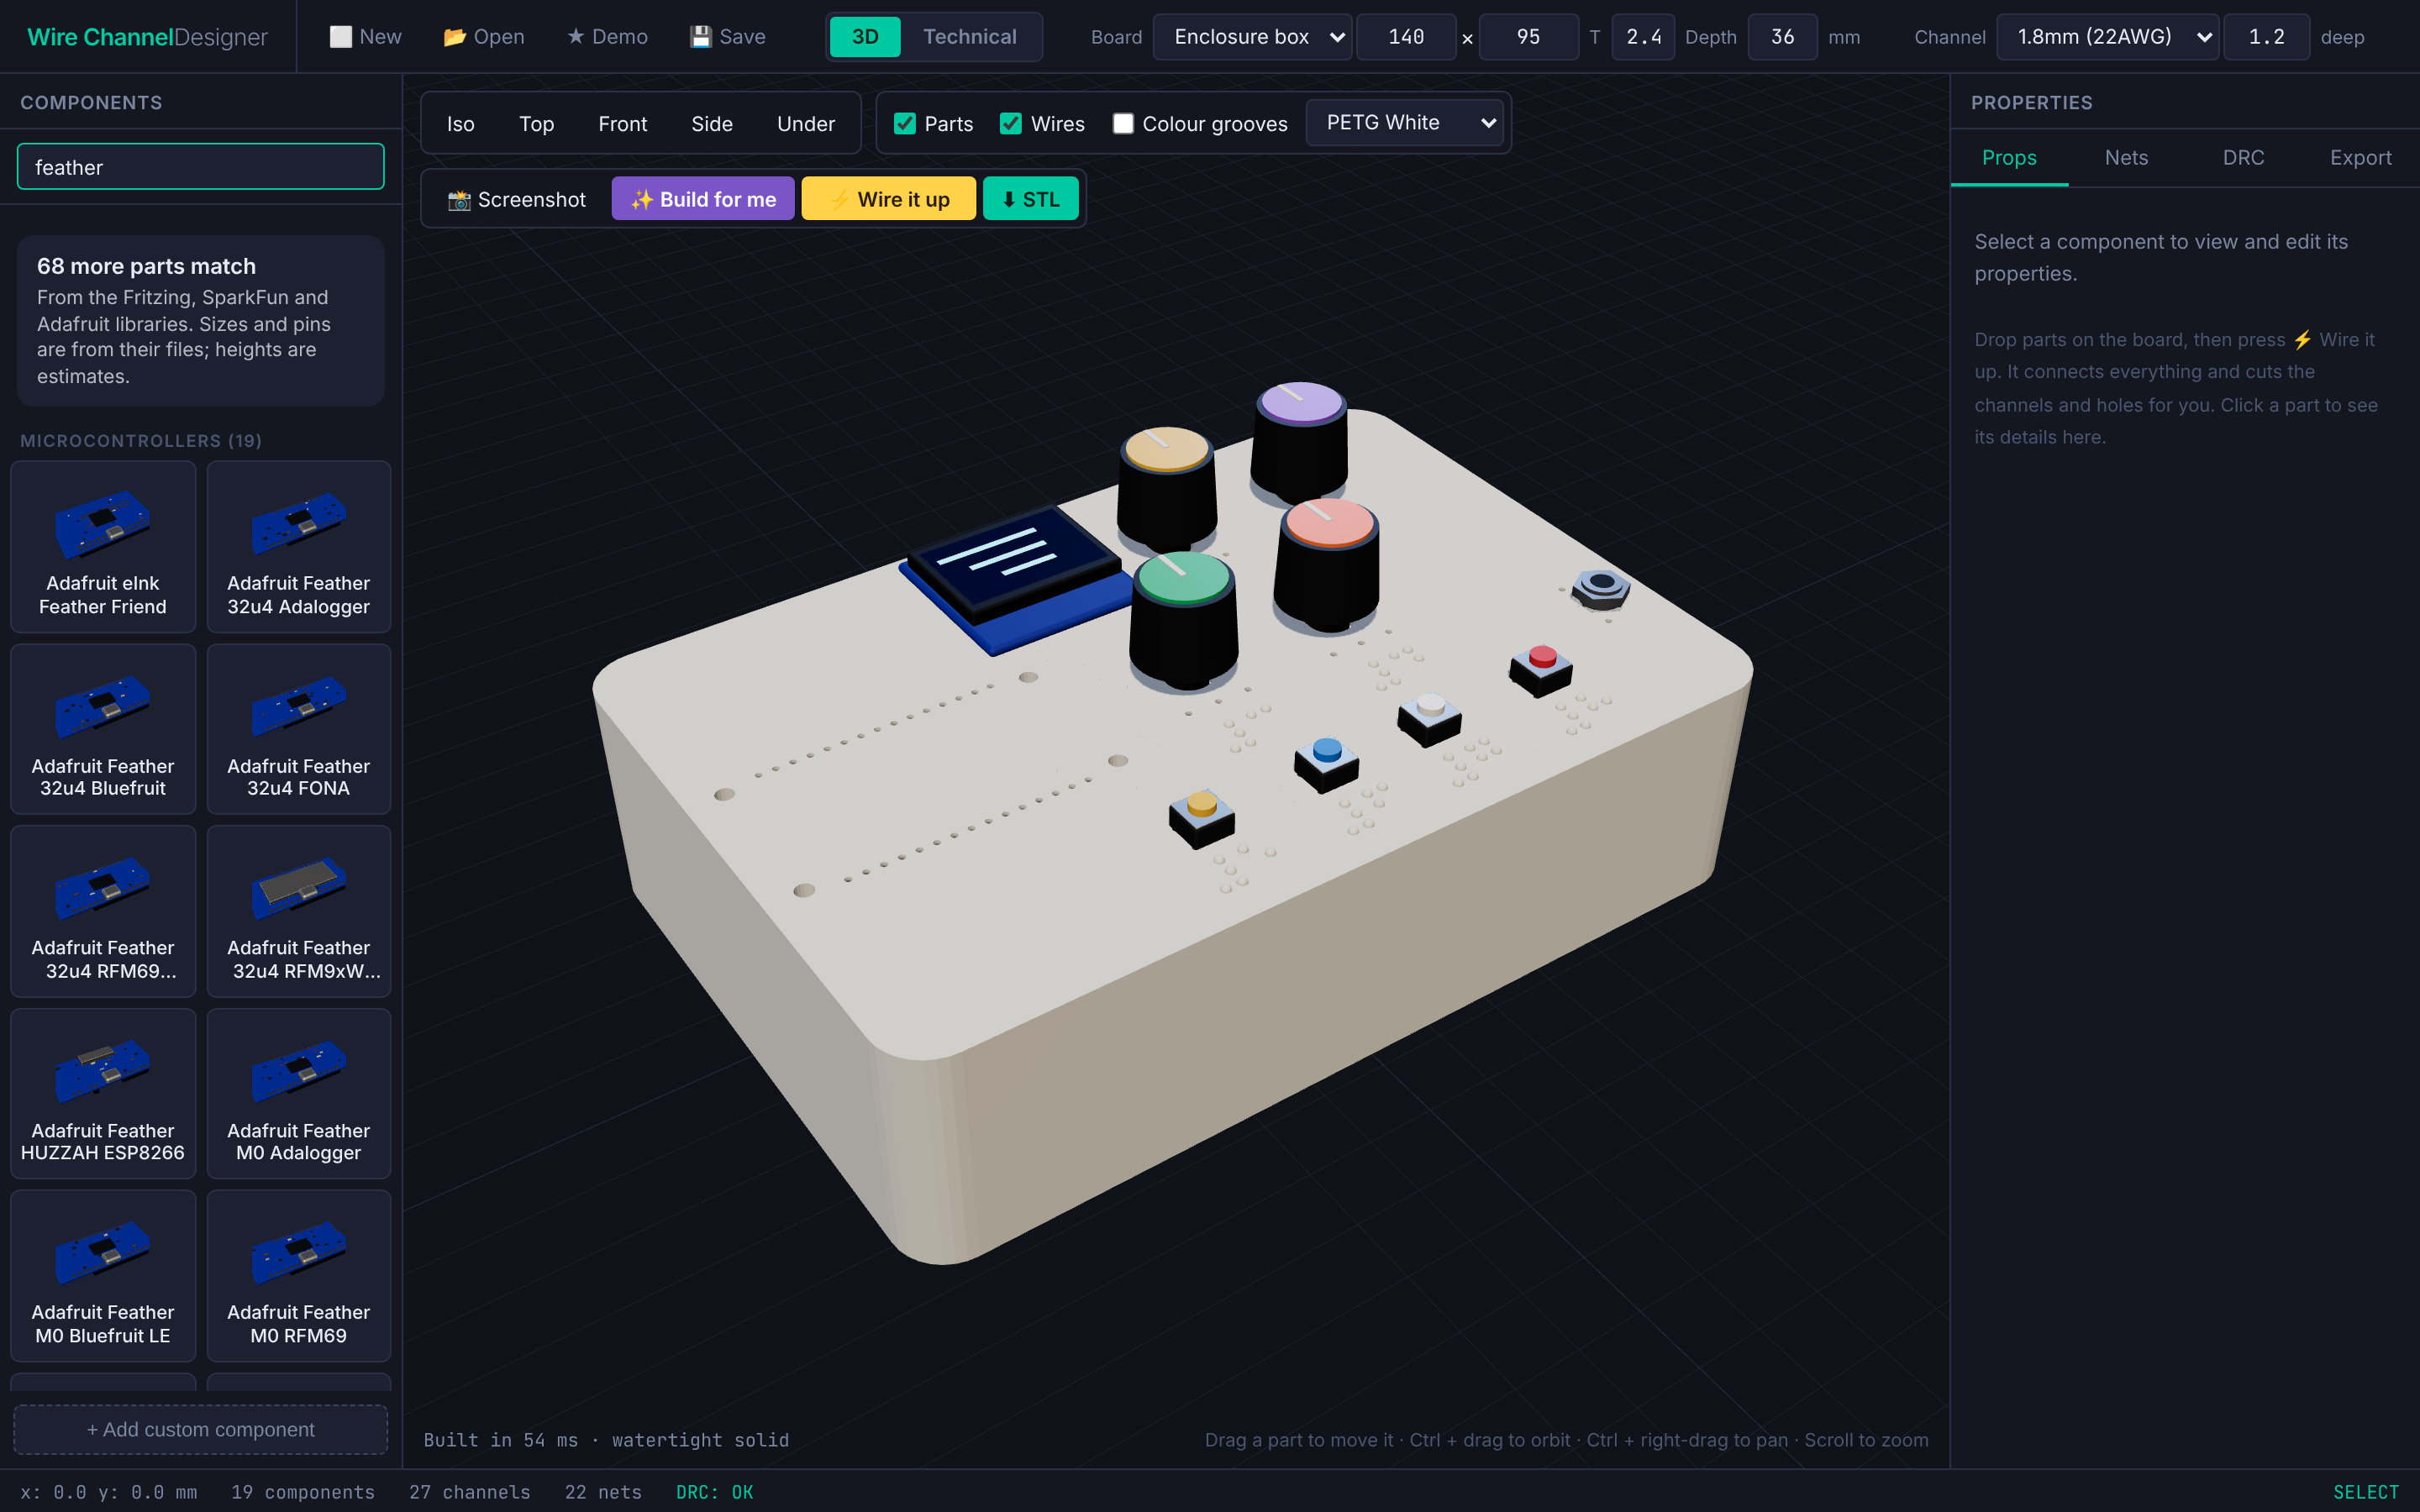 Wire ChannelDesigner
New
Open
Demo
Save
3D
Technical
Board
Enclosure box
140
×
95
T
2.4
Depth
36
mm
Channel
1.8mm (22AWG)
1.2
deep
COMPONENTS
feather
68 more parts match
From the Fritzing, SparkFun and
Adafruit libraries. Sizes and pins
are from their files; heights are
estimates.
MICROCONTROLLERS (19)
Adafruit eInk
Feather Friend
Adafruit Feather
32u4 Adalogger
Adafruit Feather
32u4 Bluefruit
Adafruit Feather
32u4 FONA
Adafruit Feather
32u4 RFM69...
Adafruit Feather
32u4 RFM9xW...
Adafruit Feather
HUZZAH ESP8266
Adafruit Feather
M0 Adalogger
Adafruit Feather
M0 Bluefruit LE
Adafruit Feather
M0 RFM69
+ Add custom component
Iso
Top
Front
Side
Under
Parts
Wires
Colour grooves
PETG White
Screenshot
Build for me
Wire it up
STL
Built in 54 ms · watertight solid
Drag a part to move it · Ctrl + drag to orbit · Ctrl + right-drag to pan · Scroll to zoom
PROPERTIES
Props
Nets
DRC
Export
Select a component to view and edit its
properties.
Drop parts on the board, then press ⚡ Wire it
up. It connects everything and cuts the
channels and holes for you. Click a part to see
its details here.
x: 0.0 y: 0.0 mm
19 components
27 channels
22 nets
DRC: OK
SELECT